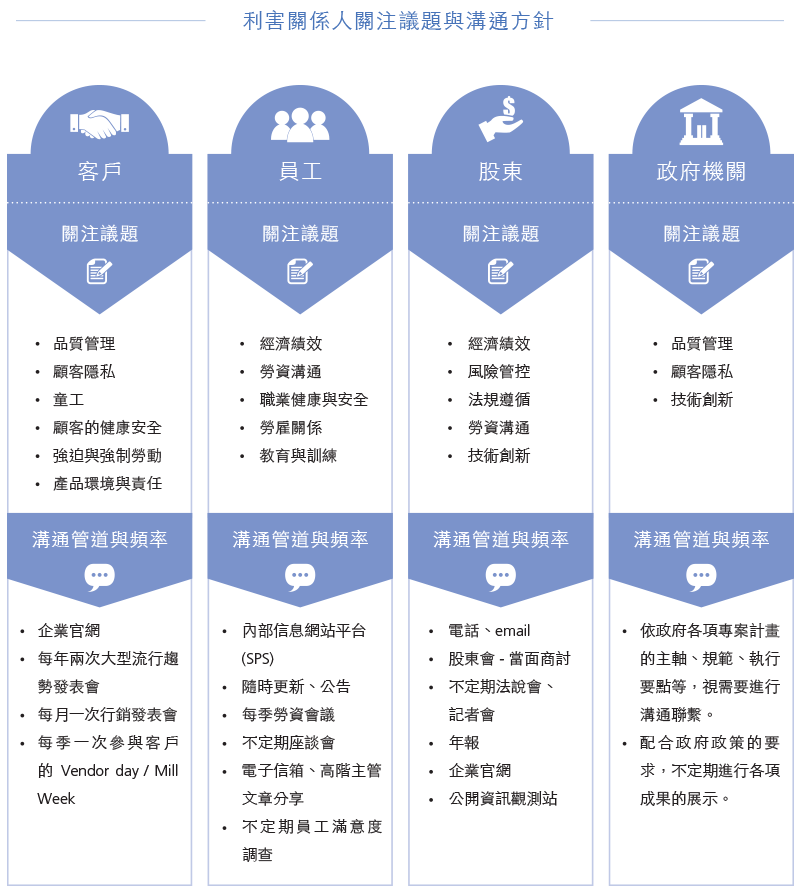 利害關係人關注議題與溝通方針
客戶
關注議題
• 品質管理
• 顧客隱私
• 童工
• 顧客的健康安全
• 強迫與強制勞動
• 產品環境與責任
溝通管道與頻率
• 企業官網
• 每年兩次大型流行趨
勢發表會
• 每月一次行銷發表會
• 每季一次參與客戶
的 Vendor day / Mill
Week
員工
關注議題
• 經濟績效
• 勞資溝通
• 職業健康與安全
• 勞雇關係
• 教育與訓練
溝通管道與頻率
• 內部信息網站平台
(SPS)
• 隨時更新、公告
• 每季勞資會議
• 不定期座談會
• 電子信箱、高階主管
文章分享
• 不定期員工滿意度
調查
股東
關注議題
• 經濟績效
• 風險管控
• 法規遵循
• 勞資溝通
• 技術創新
溝通管道與頻率
• 電話、email
• 股東會 - 當面商討
• 不定期法說會、
記者會
• 年報
• 企業官網
• 公開資訊觀測站
政府機關
關注議題
• 品質管理
• 顧客隱私
• 技術創新
溝通管道與頻率
• 依政府各項專案計畫
的主軸、規範、執行
要點等，視需要進行
溝通聯繫。
• 配合政府政策的要
求，不定期進行各項
成果的展示。